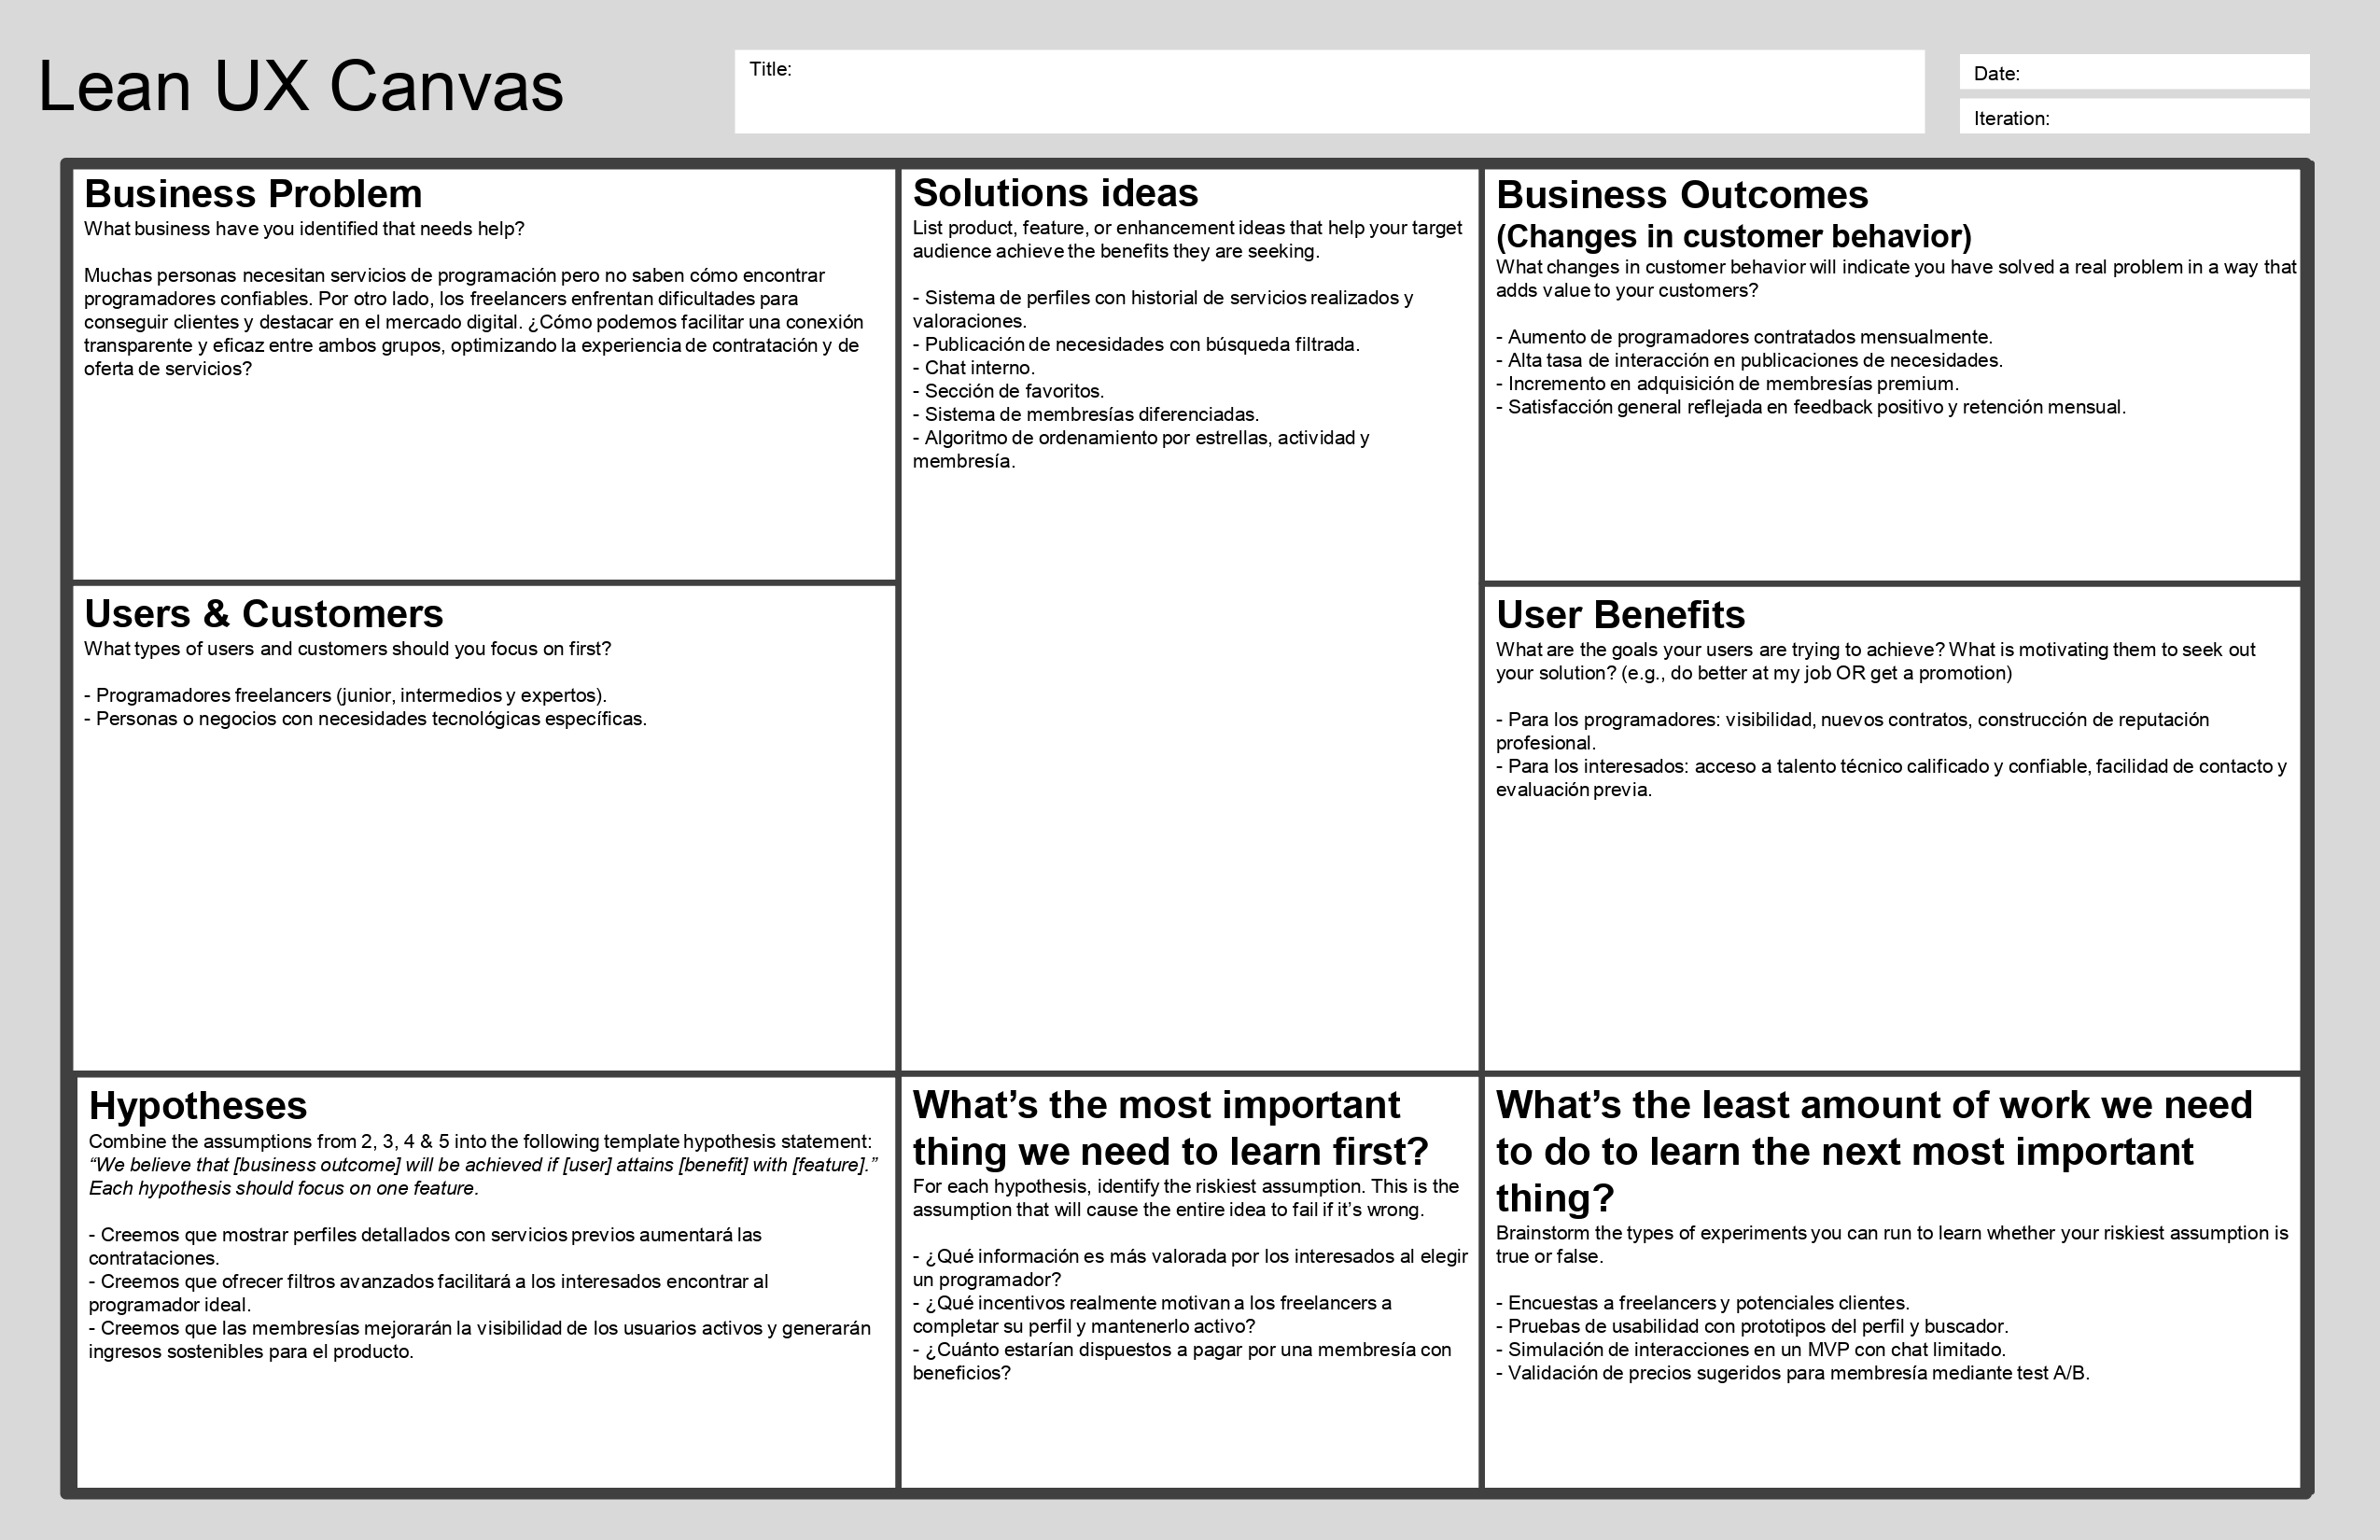 Lean UX Canvas
Title:
Date:
Iteration:
Business Problem
What business have you identified that needs help?
Muchas personas necesitan servicios de programación pero no saben cómo encontrar
programadores confiables. Por otro lado, los freelancers enfrentan dificultades para
conseguir clientes y destacar en el mercado digital. ¿Cómo podemos facilitar una conexión
transparente y eficaz entre ambos grupos, optimizando la experiencia de contratación y de
oferta de servicios?
Solutions ideas
List product, feature, or enhancement ideas that help your target
audience achieve the benefits they are seeking.
- Sistema de perfiles con historial de servicios realizados y
valoraciones.
- Publicación de necesidades con búsqueda filtrada.
- Chat interno.
- Sección de favoritos.
- Sistema de membresías diferenciadas.
- Algoritmo de ordenamiento por estrellas, actividad y
membresía.
Business Outcomes
(Changes in customer behavior)
What changes in customer behavior will indicate you have solved a real problem in a way that
adds value to your customers?
- Aumento de programadores contratados mensualmente.
- Alta tasa de interacción en publicaciones de necesidades.
- Incremento en adquisición de membresías premium.
- Satisfacción general reflejada en feedback positivo y retención mensual.
Users & Customers
What types of users and customers should you focus on first?
- Programadores freelancers (junior, intermedios y expertos).
- Personas o negocios con necesidades tecnológicas específicas.
User Benefits
What are the goals your users are trying to achieve? What is motivating them to seek out
your solution? (e.g., do better at my job OR get a promotion)
- Para los programadores: visibilidad, nuevos contratos, construcción de reputación
profesional.
- Para los interesados: acceso a talento técnico calificado y confiable, facilidad de contacto y
evaluación previa.
Hypotheses
Combine the assumptions from 2, 3, 4 & 5 into the following template hypothesis statement:
“We believe that [business outcome] will be achieved if [user] attains [benefit] with [feature].”
Each hypothesis should focus on one feature.
- Creemos que mostrar perfiles detallados con servicios previos aumentará las
contrataciones.
- Creemos que ofrecer filtros avanzados facilitará a los interesados encontrar al
programador ideal.
- Creemos que las membresías mejorarán la visibilidad de los usuarios activos y generarán
ingresos sostenibles para el producto.
What’s the most important
thing we need to learn first?
For each hypothesis, identify the riskiest assumption. This is the
assumption that will cause the entire idea to fail if it’s wrong.
- ¿Qué información es más valorada por los interesados al elegir
un programador?
- ¿Qué incentivos realmente motivan a los freelancers a
completar su perfil y mantenerlo activo?
- ¿Cuánto estarían dispuestos a pagar por una membresía con
beneficios?
What’s the least amount of work we need
to do to learn the next most important
thing?
Brainstorm the types of experiments you can run to learn whether your riskiest assumption is
true or false.
- Encuestas a freelancers y potenciales clientes.
- Pruebas de usabilidad con prototipos del perfil y buscador.
- Simulación de interacciones en un MVP con chat limitado.
- Validación de precios sugeridos para membresía mediante test A/B.